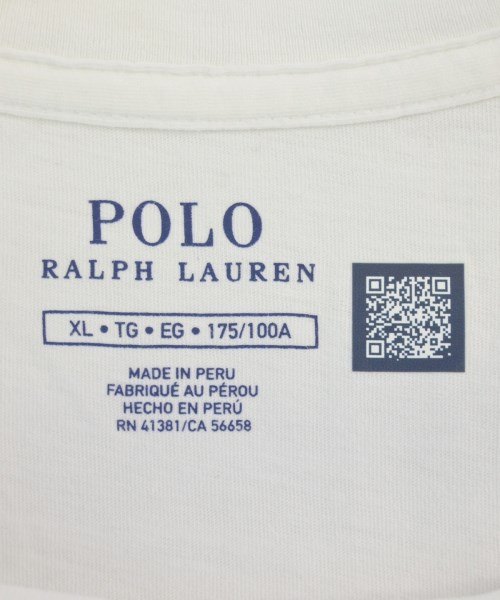 POLO
RALPH LAUREN
XL • TG • EG • 175/100A
MADE IN PERU
FABRIQUÉ AU PÉROU
HECHO EN PERÚ
RN 41381/CA 56658